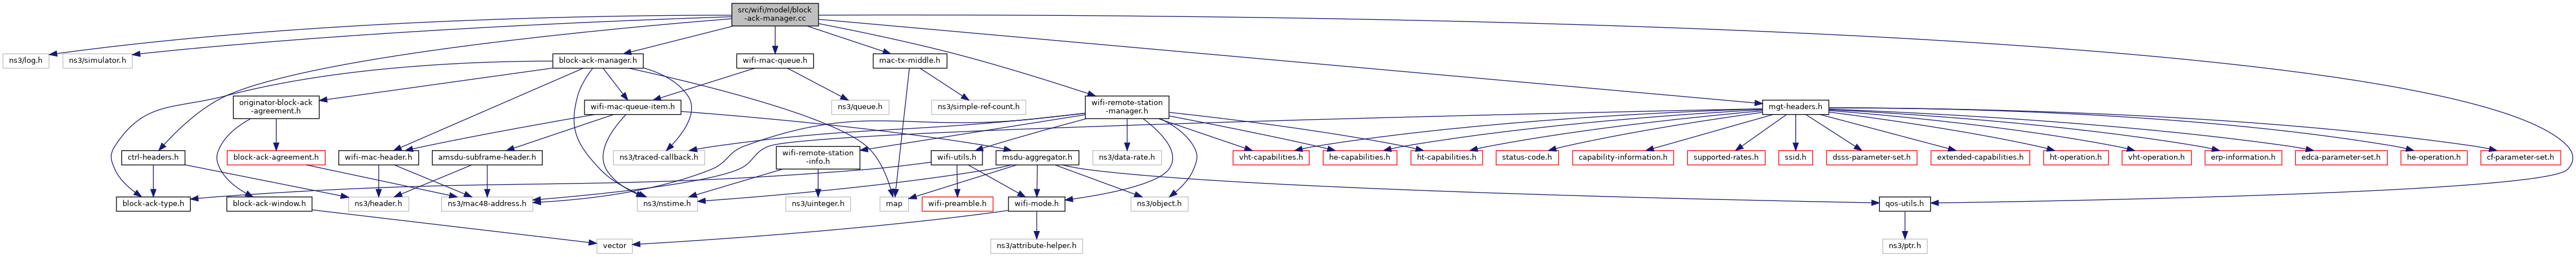 src/wifi/model/block
-ack-manager.cc
ns3/log.h
ns3/simulator.h
block-ack-manager.h
wifi-mac-queue.h
mac-tx-middle.h
originator-block-ack
-agreement.h
wifi-mac-queue-item.h
ns3/queue.h
ns3/simple-ref-count.h
wifi-remote-station
-manager.h
mgt-headers.h
ctrl-headers.h
block-ack-agreement.h
wifi-mac-header.h
amsdu-subframe-header.h
ns3/traced-callback.h
wifi-remote-station
-info.h
wifi-utils.h
msdu-aggregator.h
ns3/data-rate.h
vht-capabilities.h
he-capabilities.h
ht-capabilities.h
status-code.h
capability-information.h
supported-rates.h
ssid.h
dsss-parameter-set.h
extended-capabilities.h
ht-operation.h
vht-operation.h
erp-information.h
edca-parameter-set.h
he-operation.h
cf-parameter-set.h
block-ack-type.h
block-ack-window.h
ns3/header.h
ns3/mac48-address.h
ns3/nstime.h
ns3/uinteger.h
map
wifi-preamble.h
wifi-mode.h
ns3/object.h
qos-utils.h
vector
ns3/attribute-helper.h
ns3/ptr.h